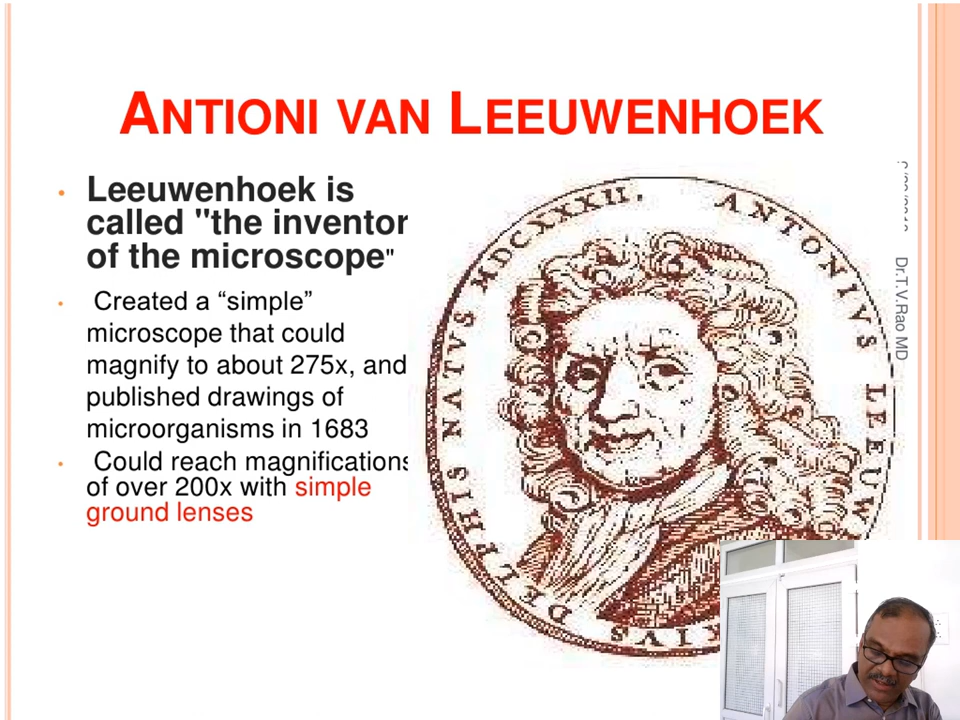 ANTIONI VAN LEEUWENHOEK
• Leeuwenhoek is
called "the inventor
of the microscope"
• Created a “simple”
microscope that could
magnify to about 275x, and
published drawings of
microorganisms in 1683
• Could reach magnifications
of over 200x with simple
ground lenses
DELPHIS NATVS MDCXXXII.
ANTONIVS LEEUW
Dr.T.V.Rao MD